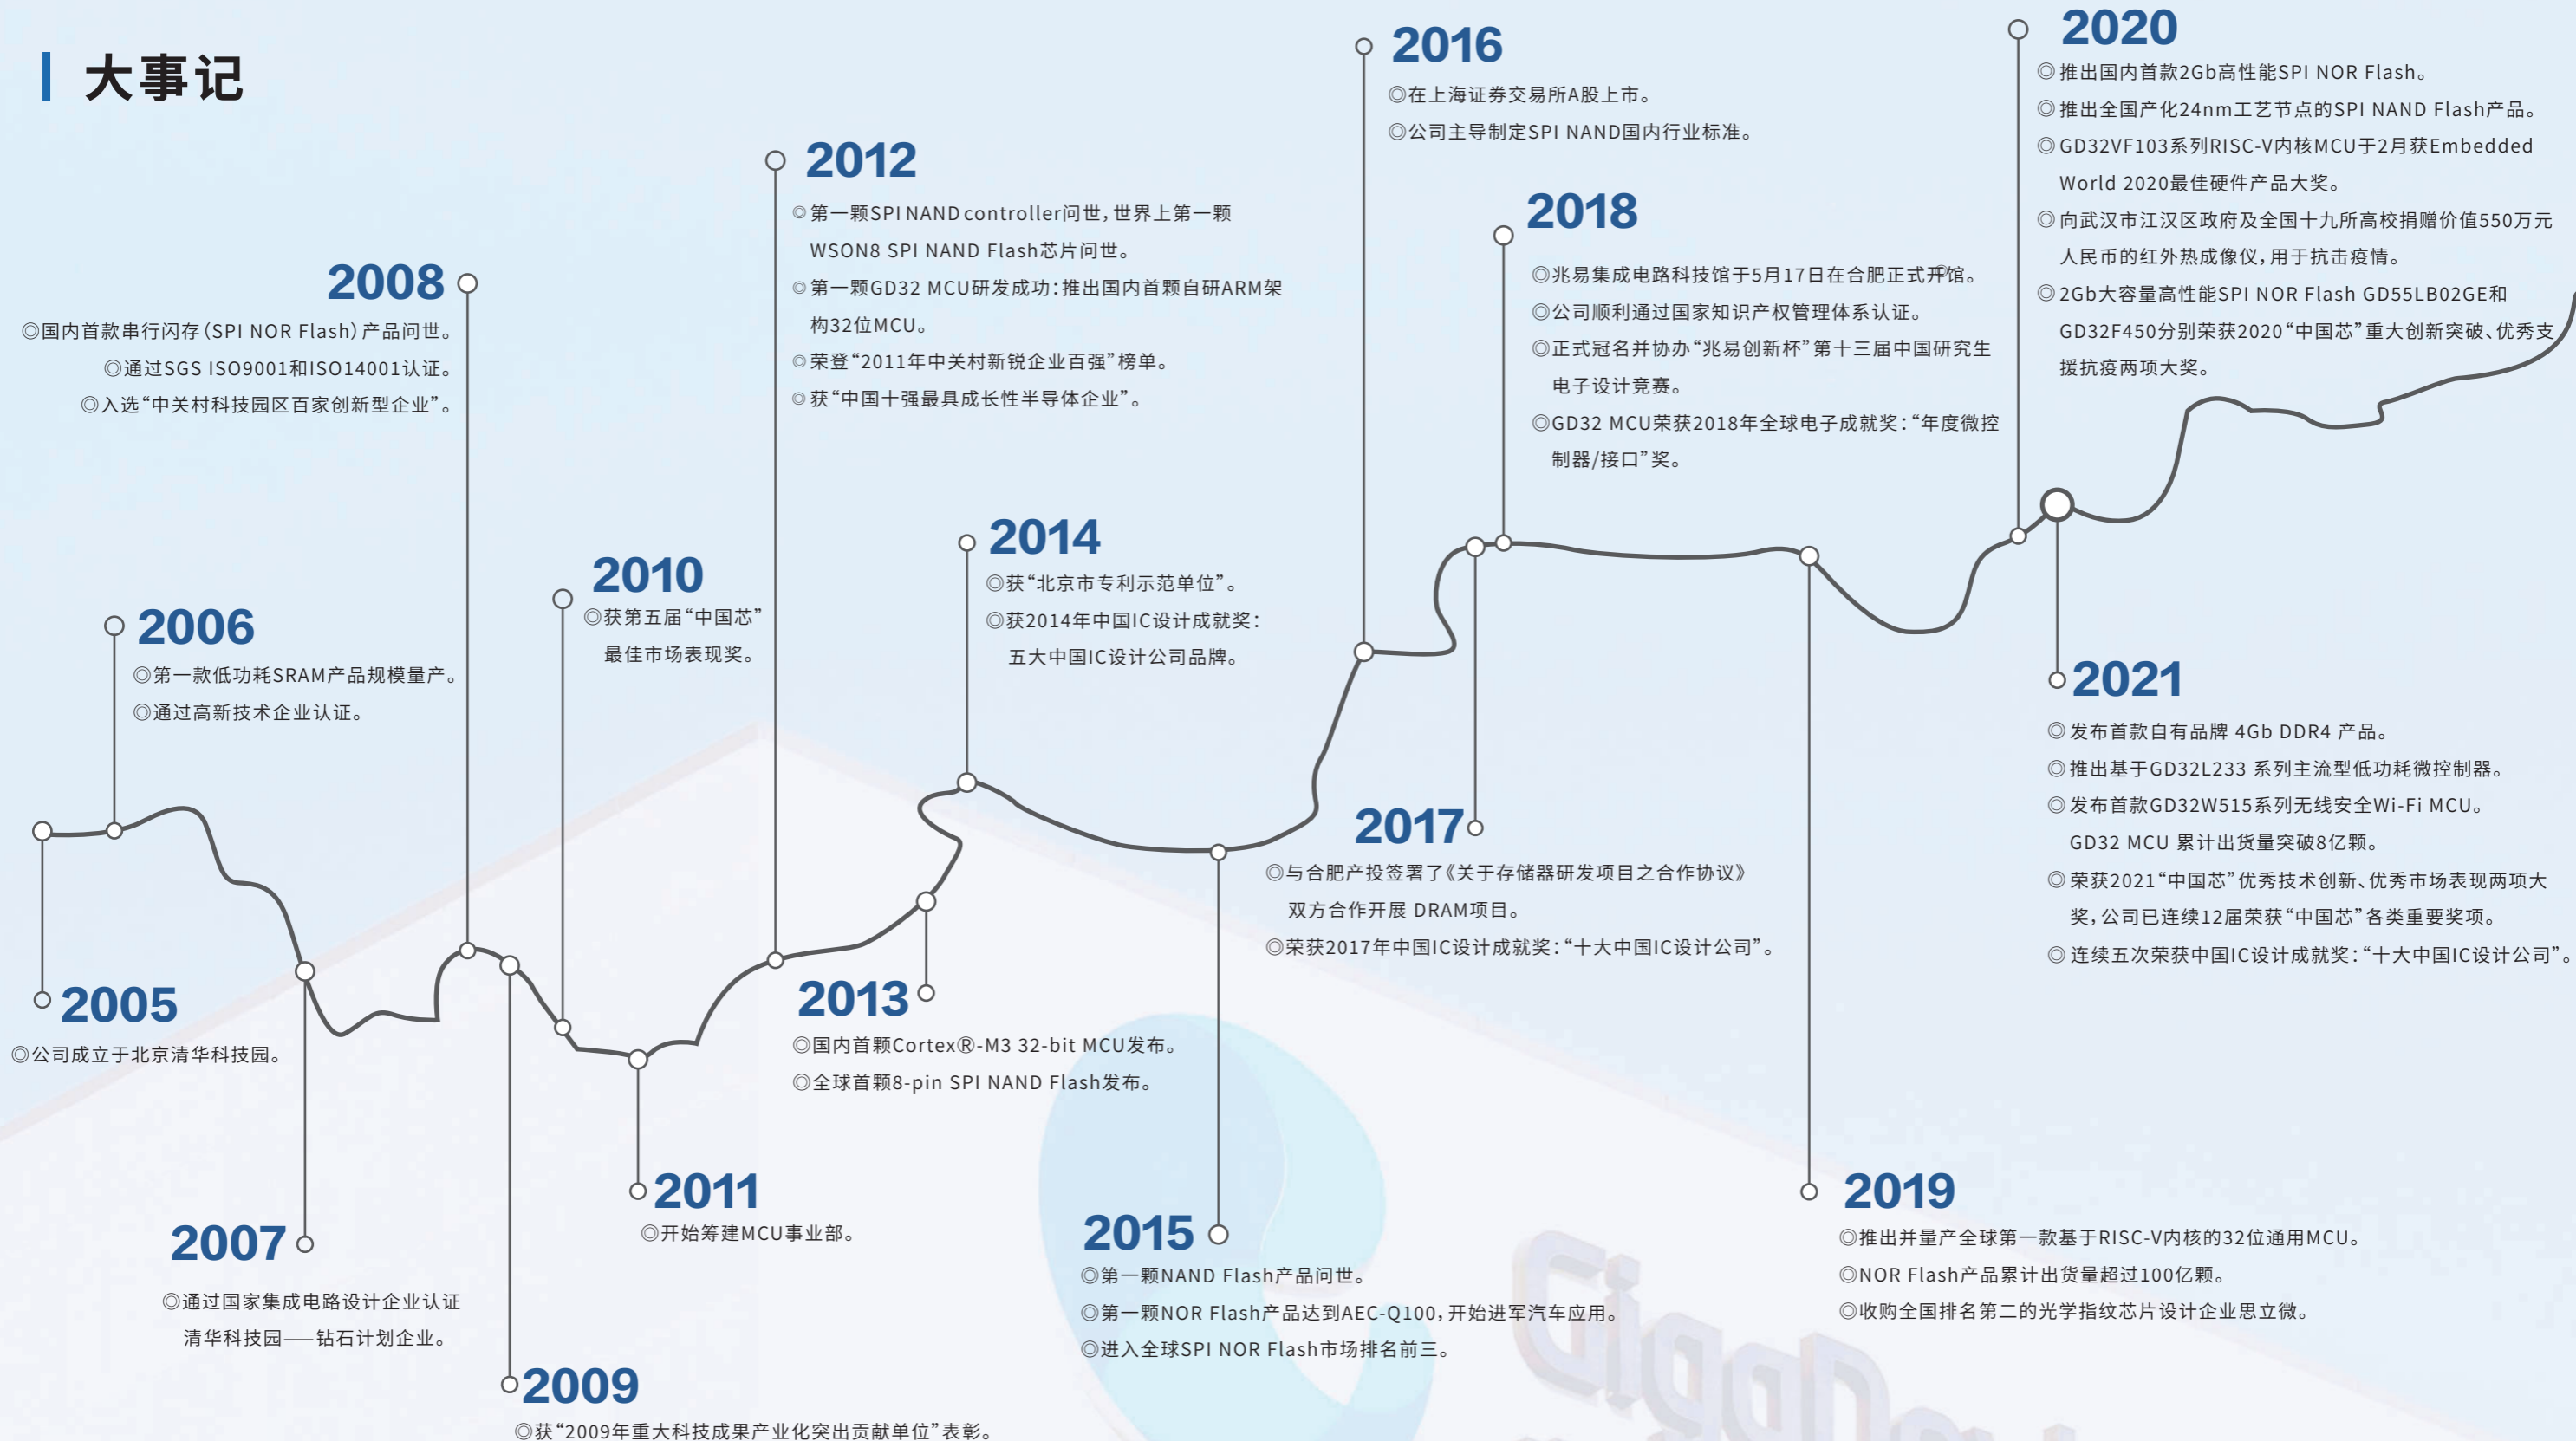 大事记
2005
◎公司成立于北京清华科技园。
2006
◎第一款低功耗SRAM产品规模量产。
◎通过高新技术企业认证。
2007
◎通过国家集成电路设计企业认证
清华科技园——钻石计划企业。
2008
◎国内首款串行闪存（SPI NOR Flash）产品问世。
◎通过SGS ISO9001和ISO14001认证。
◎入选“中关村科技园区百家创新型企业”。
2009
◎获“2009年重大科技成果产业化突出贡献单位”表彰。
2010
◎获第五届“中国芯”
最佳市场表现奖。
2011
◎开始筹建MCU事业部。
2012
◎第一颗SPI NAND controller问世，世界上第一颗
WSON8 SPI NAND Flash芯片问世。
◎第一颗GD32 MCU研发成功：推出国内首颗自研ARM架
构32位MCU。
◎荣登“2011年中关村新锐企业百强”榜单。
◎获“中国十强最具成长性半导体企业”。
2013
◎国内首颗Cortex®-M3 32-bit MCU发布。
◎全球首颗8-pin SPI NAND Flash发布。
2014
◎获“北京市专利示范单位”。
◎获2014年中国IC设计成就奖：
五大中国IC设计公司品牌。
2015
◎第一颗NAND Flash产品问世。
◎第一颗NOR Flash产品达到AEC-Q100，开始进军汽车应用。
◎进入全球SPI NOR Flash市场排名前三。
2016
◎在上海证券交易所A股上市。
◎公司主导制定SPI NAND国内行业标准。
2017
◎与合肥产投签署了《关于存储器研发项目之合作协议》
双方合作开展 DRAM项目。
◎荣获2017年中国IC设计成就奖：“十大中国IC设计公司”。
2018
◎兆易集成电路科技馆于5月17日在合肥正式开馆。
◎公司顺利通过国家知识产权管理体系认证。
◎正式冠名并协办“兆易创新杯”第十三届中国研究生
电子设计竞赛。
◎GD32 MCU荣获2018年全球电子成就奖：“年度微控
制器/接口”奖。
2019
◎推出并量产全球第一款基于RISC-V内核的32位通用MCU。
◎NOR Flash产品累计出货量超过100亿颗。
◎收购全国排名第二的光学指纹芯片设计企业思立微。
2020
◎推出国内首款2Gb高性能SPI NOR Flash。
◎推出全国产化24nm工艺节点的SPI NAND Flash产品。
◎GD32VF103系列RISC-V内核MCU于2月获Embedded
World 2020最佳硬件产品大奖。
◎向武汉市江汉区政府及全国十九所高校捐赠价值550万元
人民币的红外热成像仪，用于抗击疫情。
◎2Gb大容量高性能SPI NOR Flash GD55LB02GE和
GD32F450分别荣获2020“中国芯”重大创新突破、优秀支
援抗疫两项大奖。
2021
◎发布首款自有品牌 4Gb DDR4 产品。
◎推出基于GD32L233 系列主流型低功耗微控制器。
◎发布首款GD32W515系列无线安全Wi-Fi MCU。
GD32 MCU 累计出货量突破8亿颗。
◎荣获2021“中国芯”优秀技术创新、优秀市场表现两项大
奖，公司已连续12届荣获“中国芯”各类重要奖项。
◎连续五次荣获中国IC设计成就奖：“十大中国IC设计公司”。